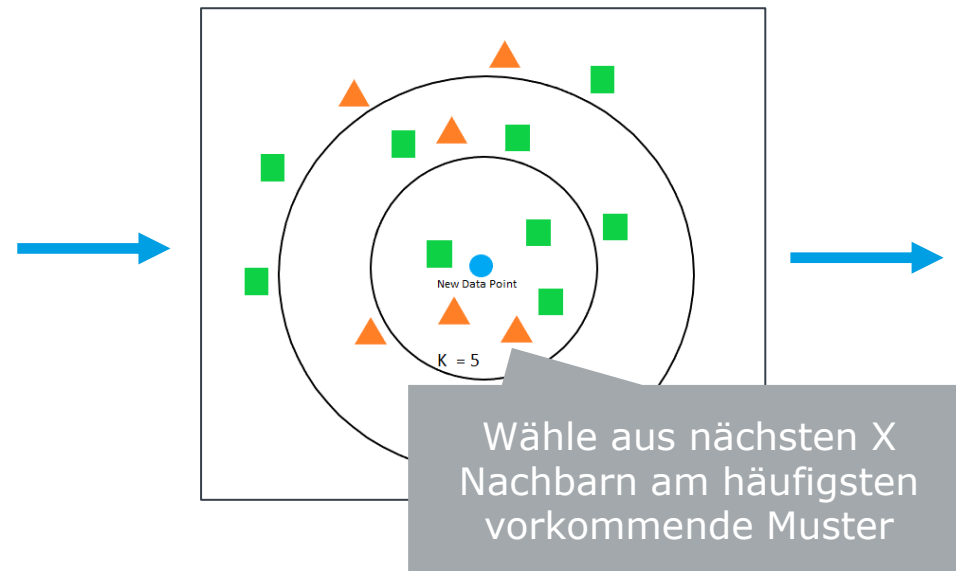 New Data Point
K = 5
Wähle aus nächsten X
Nachbarn am häufigsten
vorkommende Muster